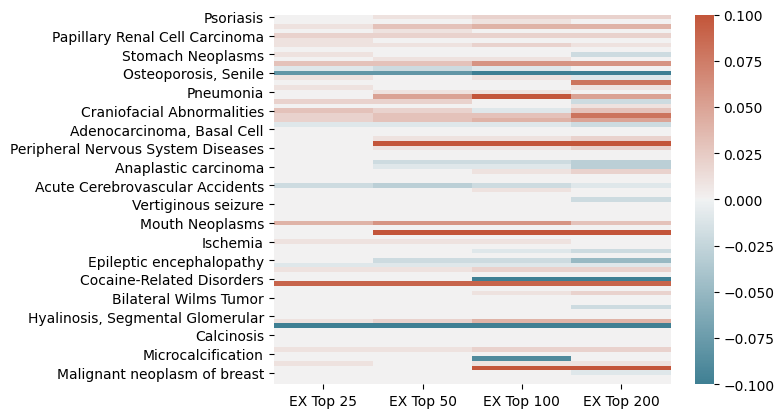 Psoriasis
Papillary Renal Cell Carcinoma
Stomach Neoplasms
Osteoporosis, Senile
Pneumonia
Craniofacial Abnormalities
Adenocarcinoma, Basal Cell
Peripheral Nervous System Diseases
Anaplastic carcinoma
Acute Cerebrovascular Accidents
Vertiginous seizure
Mouth Neoplasms
Ischemia
Epileptic encephalopathy
Cocaine-Related Disorders
Bilateral Wilms Tumor
Hyalinosis, Segmental Glomerular
Calcinosis
Microcalcification
Malignant neoplasm of breast
EX Top 25 EX Top 50 EX Top 100 EX Top 200
0.100
0.075
0.050
0.025
0.000
−0.025
−0.050
−0.075
−0.100